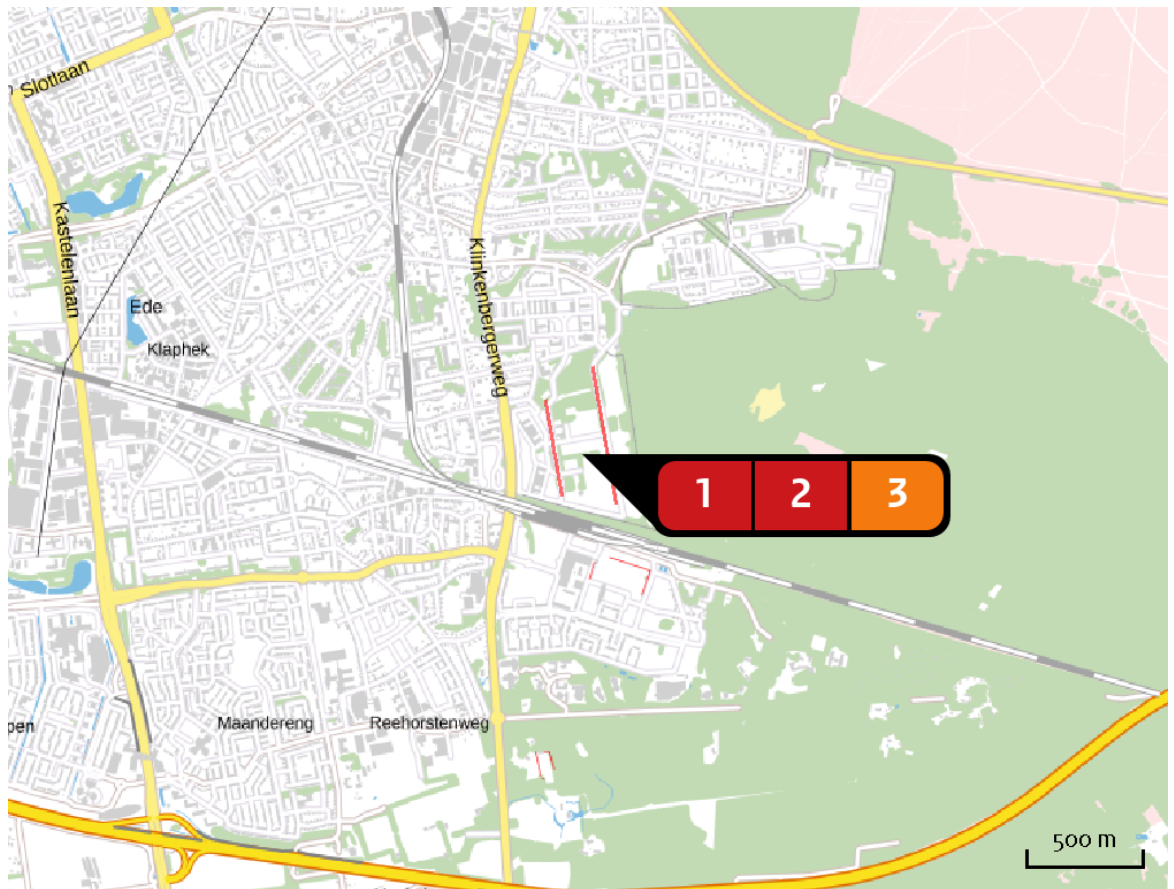 Slotlaan
Kastelenlaan
Klinkenbergerweg
Ede
Klaphek
1 2 3
Maandereng
Reehorstenweg
pen
500 m